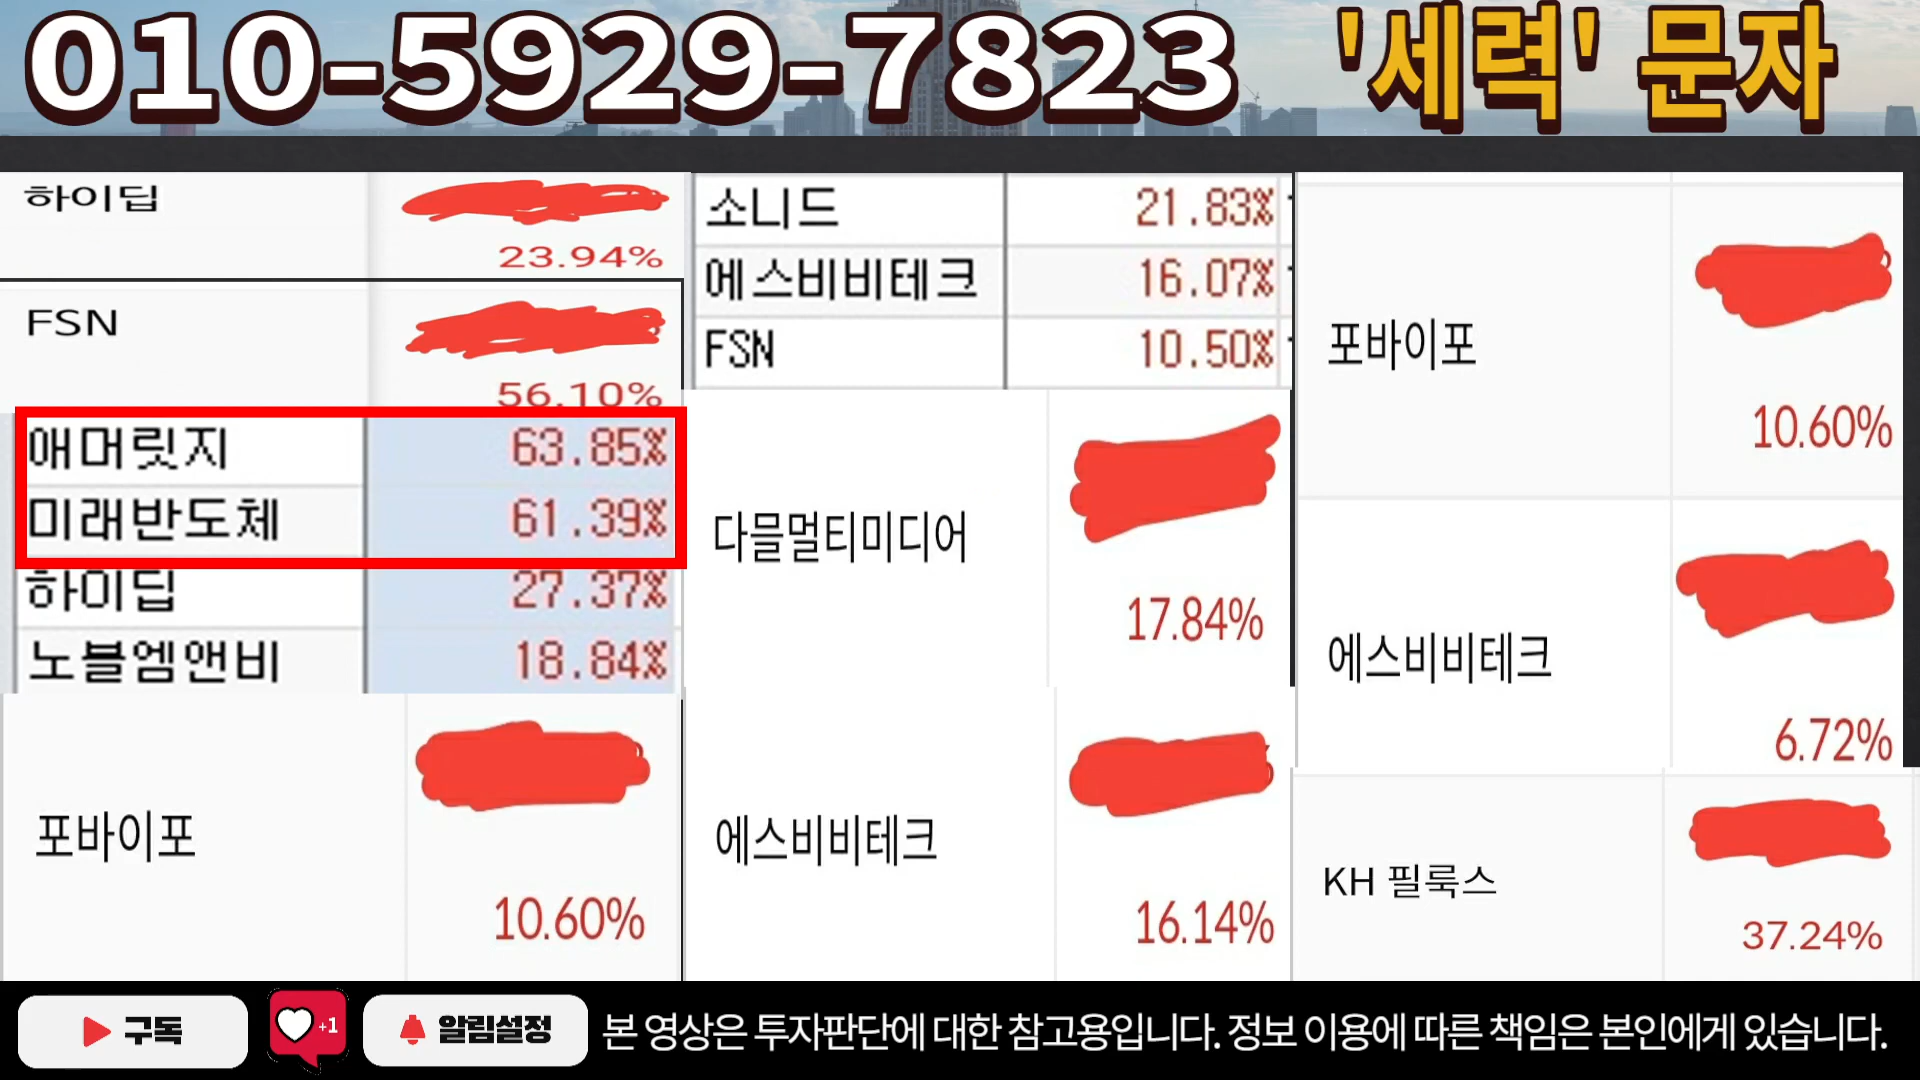 010-5929-7823 '세력' 문자
하이딥
23.94%
FSN
56.10%
애머릿지 63.85%
미래반도체 61.39%
하이딥 27.37%
노블엠앤비 18.84%
포바이포
10.60%
소니드 21.83%
에스비비테크 16.07%
FSN 10.50%
다믈멀티미디어
17.84%
에스비비테크
16.14%
포바이포
10.60%
에스비비테크
6.72%
KH 필룩스
37.24%
구독 +1 알림설정 본 영상은 투자판단에 대한 참고용입니다. 정보 이용에 따른 책임은 본인에게 있습니다.